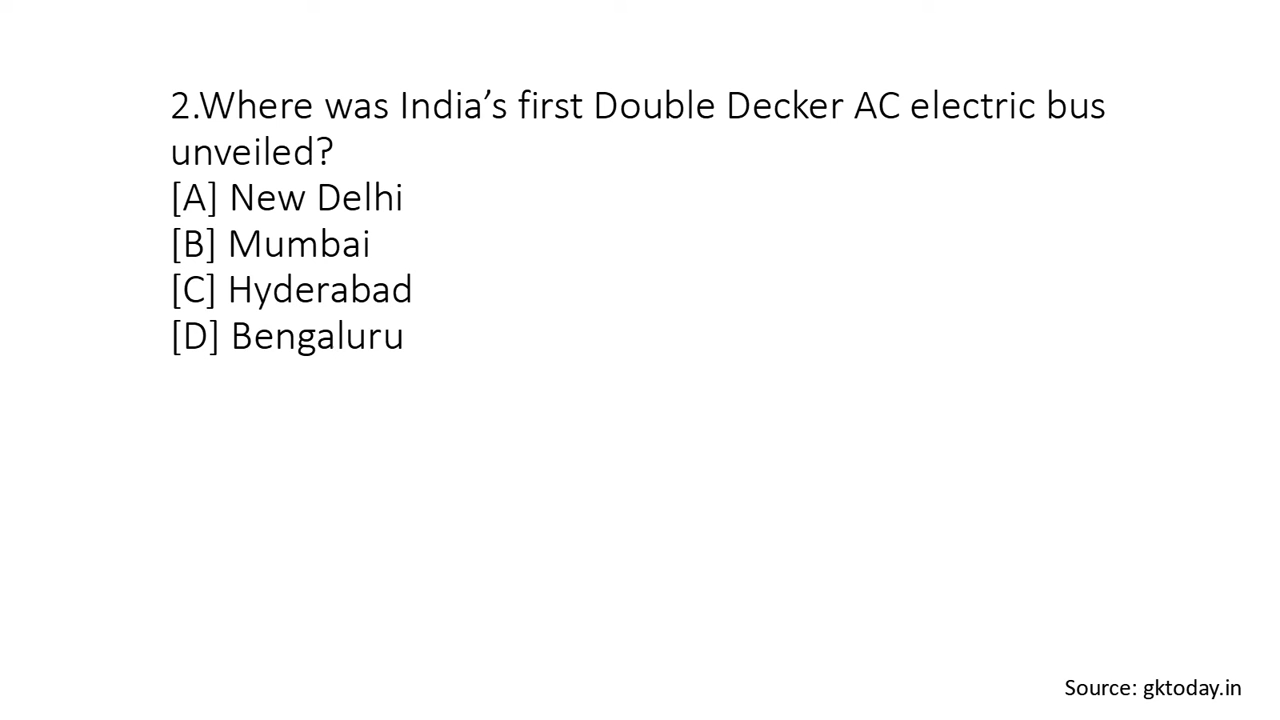 2.Where was India’s first Double Decker AC electric bus
unveiled?
[A] New Delhi
[B] Mumbai
[C] Hyderabad
[D] Bengaluru
Source: gktoday.in